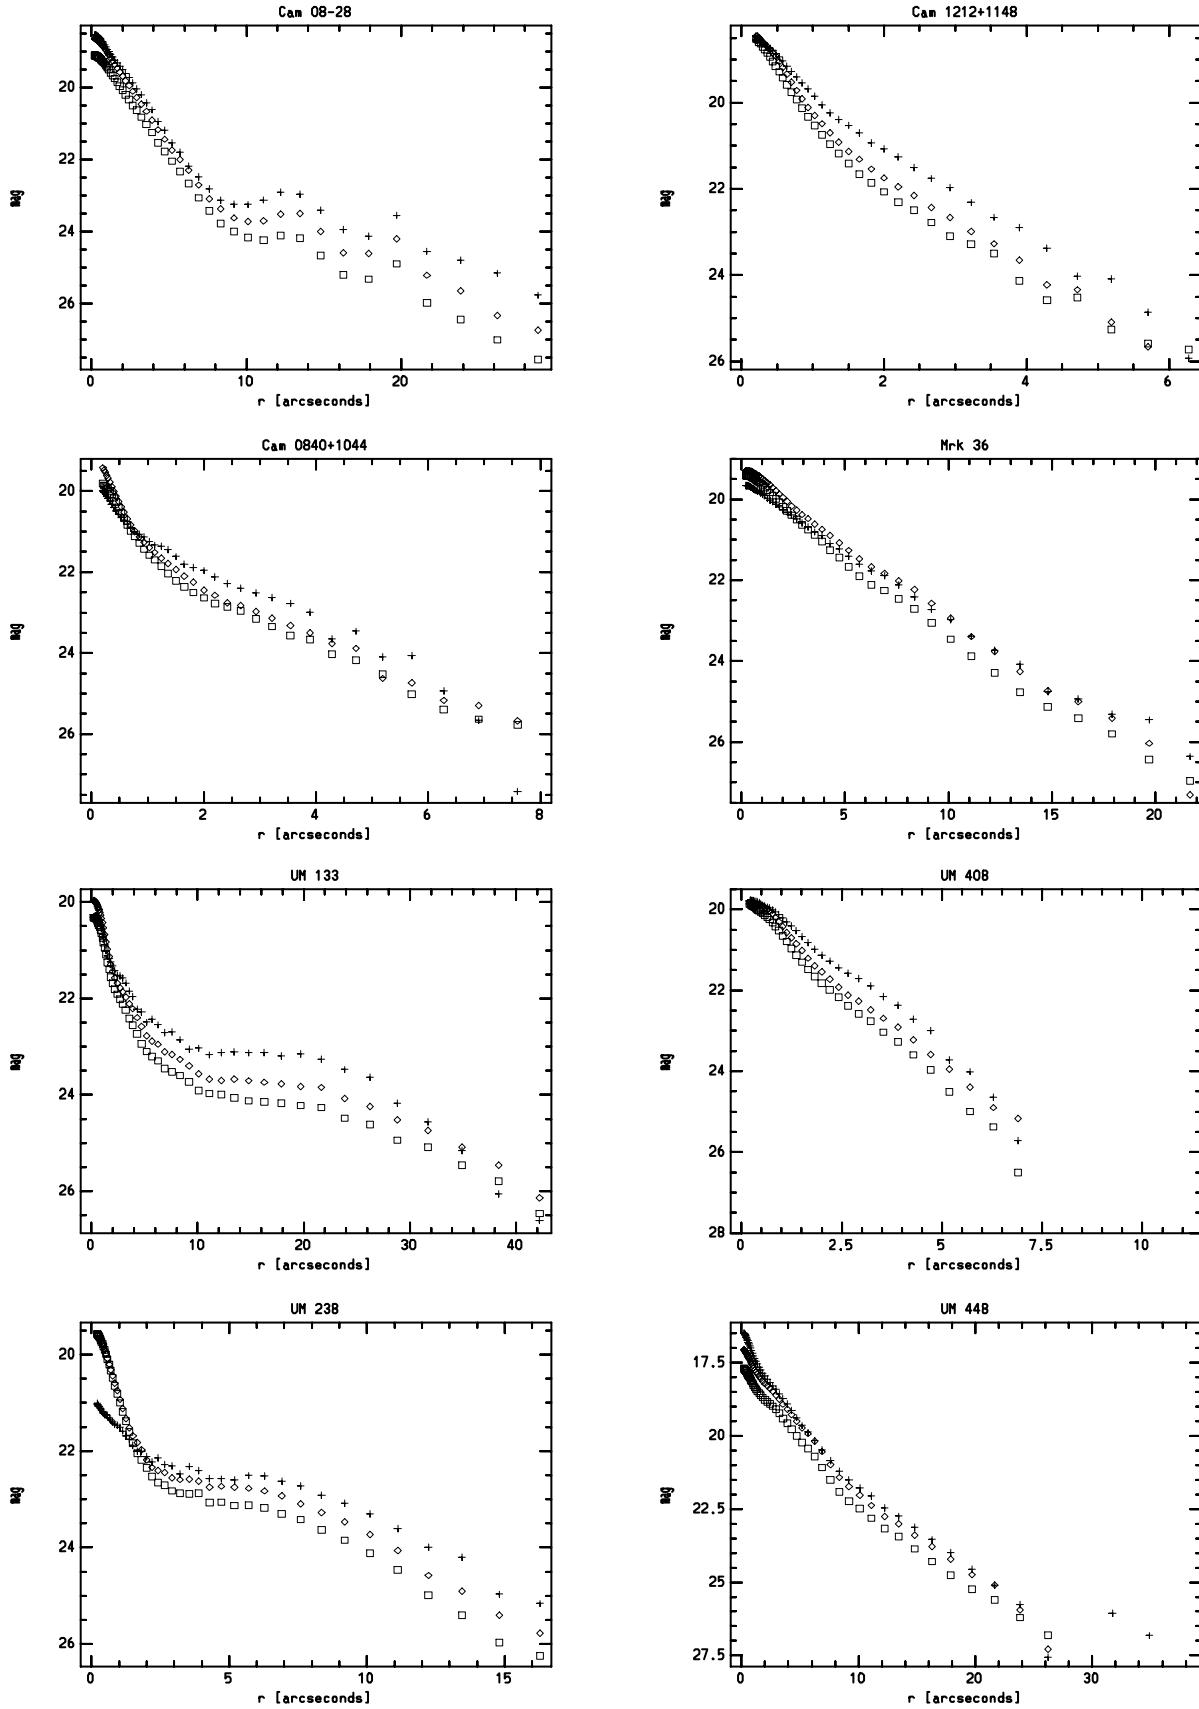 Cam 08-28
20
22
24
26
mag
0 10 20
r [arcseconds]
Cam 1212+1148
20
22
24
26
mag
0 2 4 6
r [arcseconds]
Cam 0840+1044
20
22
24
26
mag
0 2 4 6 8
r [arcseconds]
Mrk 36
20
22
24
26
mag
0 5 10 15 20
r [arcseconds]
UM 133
20
22
24
26
mag
0 10 20 30 40
r [arcseconds]
UM 408
20
22
24
26
28
mag
0 2.5 5 7.5 10
r [arcseconds]
UM 238
20
22
24
26
mag
0 5 10 15
r [arcseconds]
UM 448
17.5
20
22.5
25
27.5
mag
0 10 20 30
r [arcseconds]